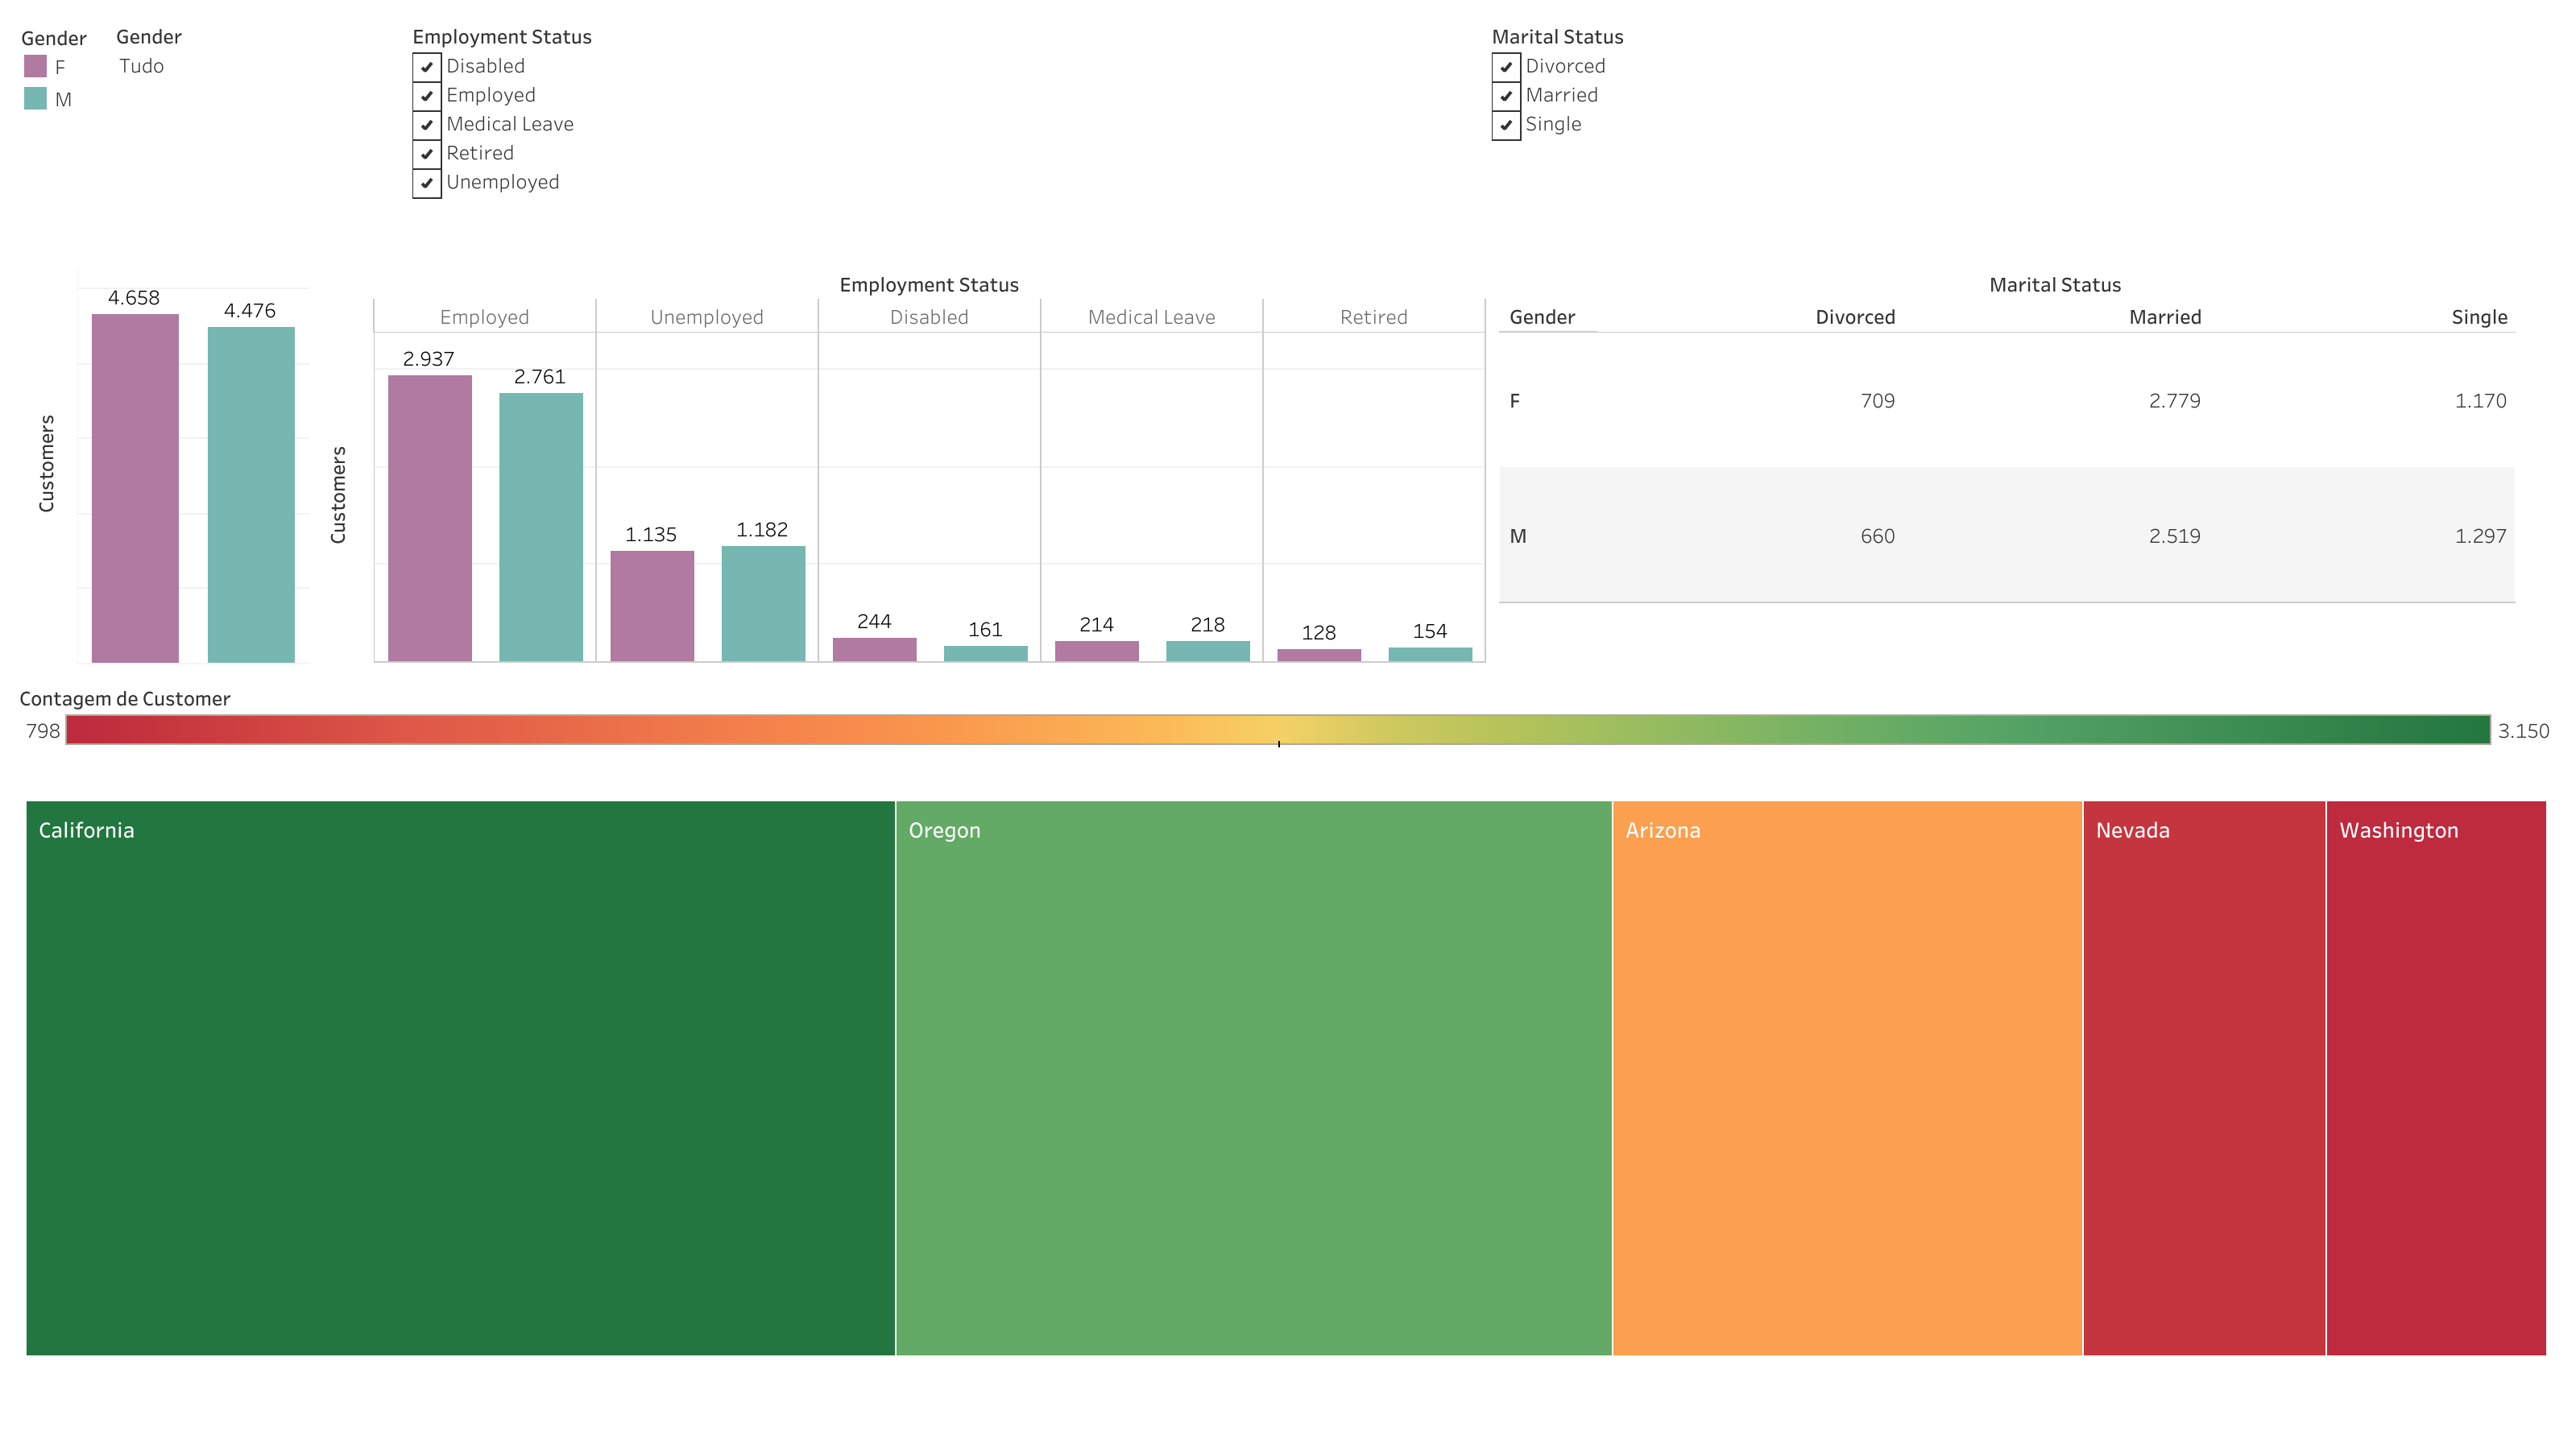 Gender
F
M
Gender
Tudo
Employment Status
Disabled
Employed
Medical Leave
Retired
Unemployed
Marital Status
Divorced
Married
Single
Customers
4.658
4.476
Customers
Employment Status
Employed Unemployed Disabled Medical Leave Retired
2.937
2.761
1.135
1.182
244
161
214
218
128
154
Marital Status
Gender Divorced Married Single
F 709 2.779 1.170
M 660 2.519 1.297
Contagem de Customer
798 3.150
California Oregon Arizona Nevada Washington